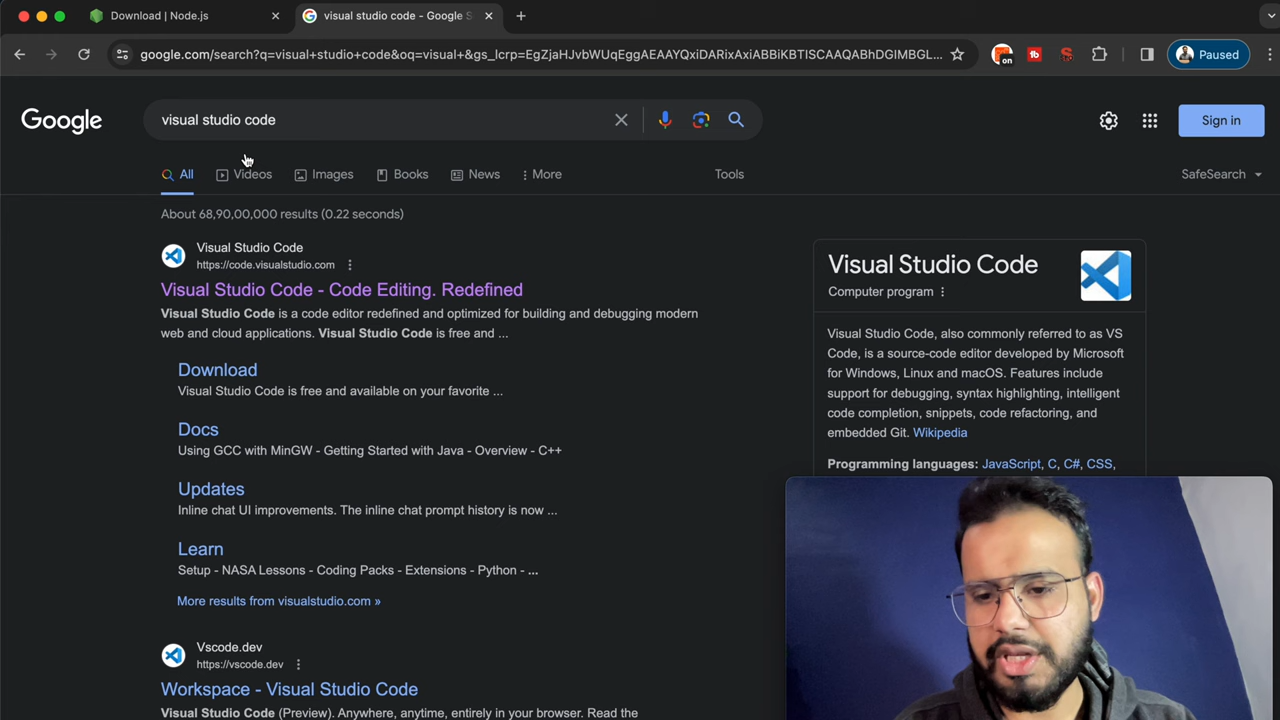 Download | Node.js
visual studio code - Google S
google.com/search?q=visual+studio+code&oq=visual+&gs_lcrp=EgZjaHJvbWUqEggAEAAYQxiDARixAxiABBiKBTISCAAQABhDGIMBGL...
on
Paused
Google
visual studio code
Sign in
All
Videos
Images
Books
News
More
Tools
SafeSearch
About 68,90,00,000 results (0.22 seconds)
Visual Studio Code
https://code.visualstudio.com
Visual Studio Code - Code Editing. Redefined
Visual Studio Code is a code editor redefined and optimized for building and debugging modern
web and cloud applications. Visual Studio Code is free and ...
Download
Visual Studio Code is free and available on your favorite ...
Docs
Using GCC with MinGW - Getting Started with Java - Overview - C++
Updates
Inline chat UI improvements. The inline chat prompt history is now ...
Learn
Setup - NASA Lessons - Coding Packs - Extensions - Python - ...
More results from visualstudio.com »
Vscode.dev
https://vscode.dev
Workspace - Visual Studio Code
Visual Studio Code (Preview). Anywhere, anytime, entirely in your browser. Read the
Visual Studio Code
Computer program
Visual Studio Code, also commonly referred to as VS
Code, is a source-code editor developed by Microsoft
for Windows, Linux and macOS. Features include
support for debugging, syntax highlighting, intelligent
code completion, snippets, code refactoring, and
embedded Git. Wikipedia
Programming languages: JavaScript, C, C#, CSS,